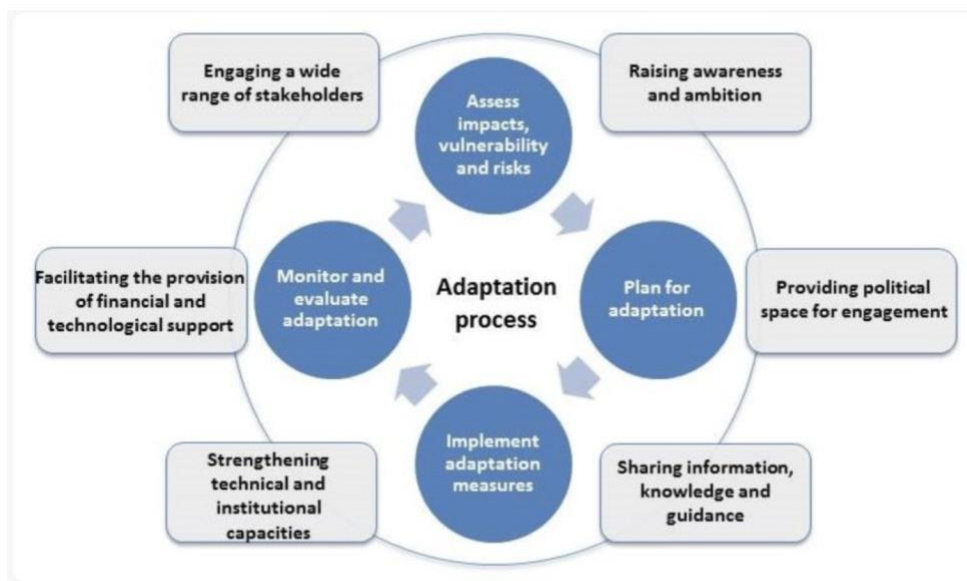 Engaging a wide
range of stakeholders
Raising awareness
and ambition
Assess
impacts,
vulnerability
and risks
Facilitating the provision
of financial and
technological support
Monitor and
evaluate
adaptation
Adaptation
process
Plan for
adaptation
Providing political
space for engagement
Implement
adaptation
measures
Strengthening
technical and
institutional
capacities
Sharing information,
knowledge and
guidance